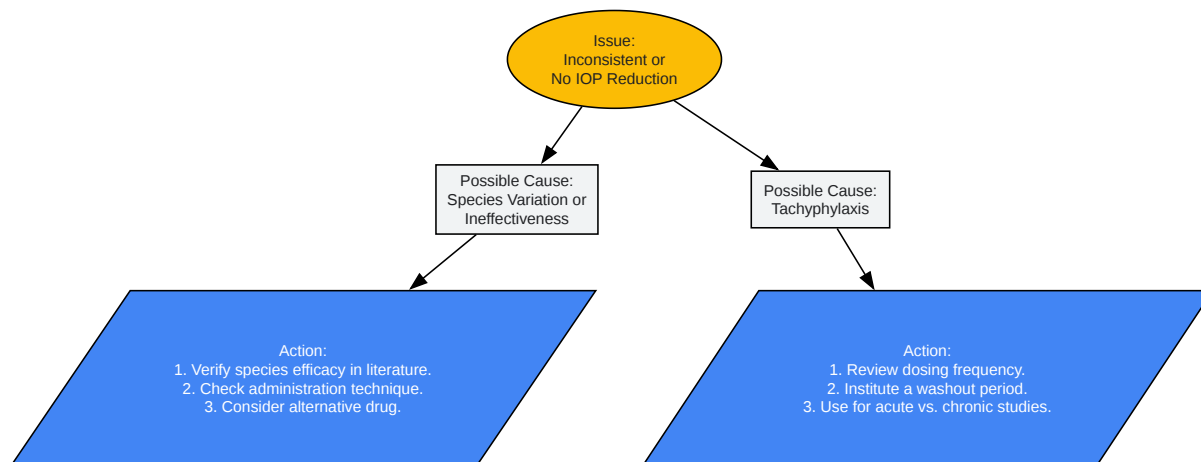 Issue:
Inconsistent or
No IOP Reduction
Possible Cause:
Species Variation or
Ineffectiveness
Possible Cause:
Tachyphylaxis
Action:
1. Verify species efficacy in literature.
2. Check administration technique.
3. Consider alternative drug.
Action:
1. Review dosing frequency.
2. Institute a washout period.
3. Use for acute vs. chronic studies.